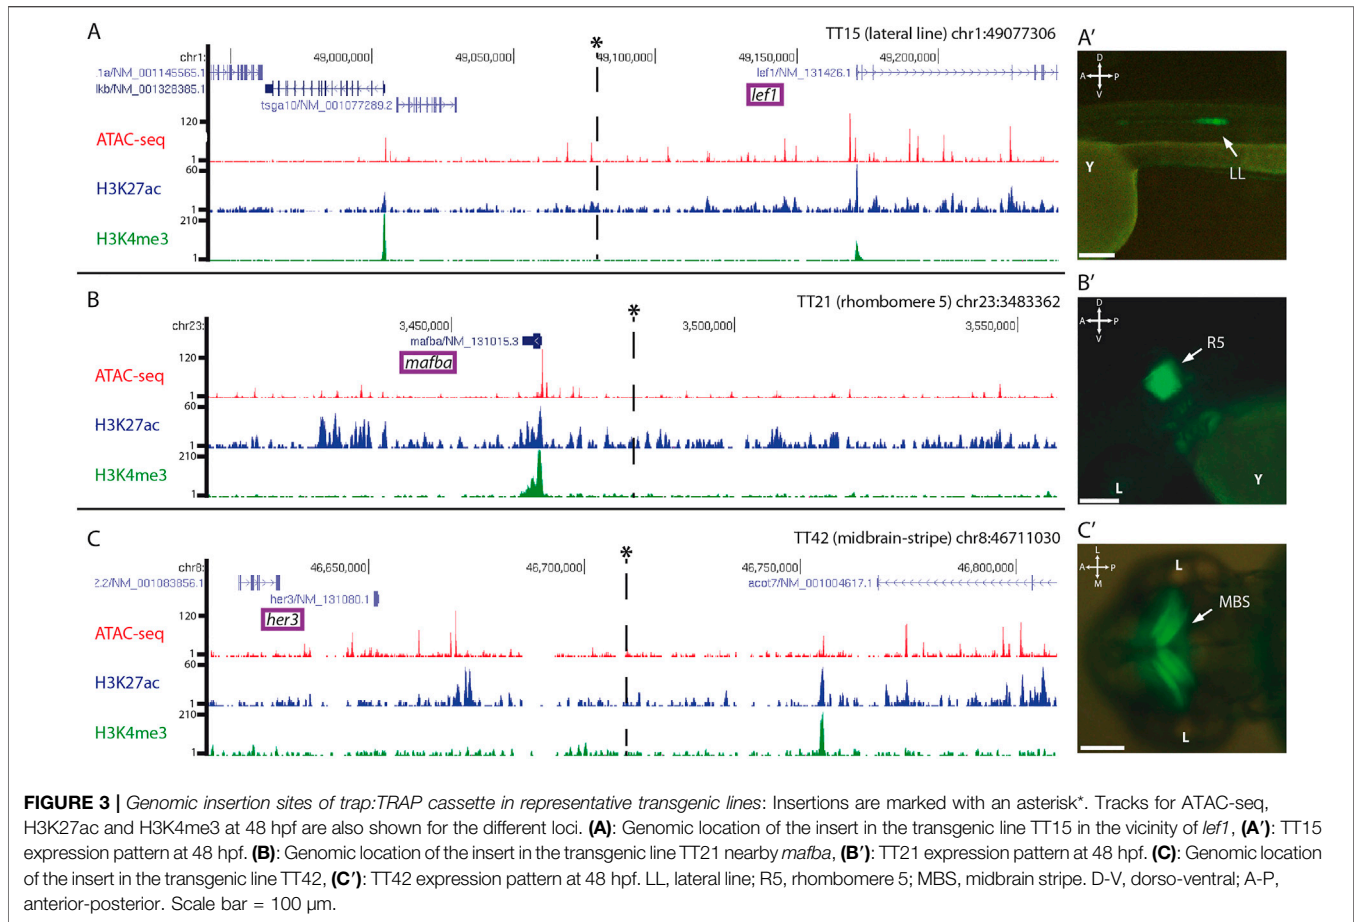 A
TT15 (lateral line) chr1:49077306
*
chr1:
49,000,000
49,050,000
49,100,000
49,150,000
49,200,000
.1a/NM_001145565.1
lef1/NM_131426.1
lkb/NM_001328385.1
tsga10/NM_001077289.2
lef1
120
ATAC-seq
1
60
H3K27ac
1
210
H3K4me3
1
A′
D
A P
V
Y
LL
B
TT21 (rhombomere 5) chr23:3483362
*
chr23:
3,450,000
3,500,000
3,550,000
mafba/NM_131015.3
mafba
120
ATAC-seq
1
60
H3K27ac
1
210
H3K4me3
1
B′
D
A P
V
R5
L
Y
C
TT42 (midbrain-stripe) chr8:46711030
*
chr8:
46,650,000
46,700,000
46,750,000
46,800,000
2.2/NM_001083856.1
acot7/NM_001004617.1
her3/NM_131080.1
her3
120
ATAC-seq
1
60
H3K27ac
1
210
H3K4me3
1
C′
L
A P
M
L
MBS
L
FIGURE 3 | Genomic insertion sites of trap:TRAP cassette in representative transgenic lines: Insertions are marked with an asterisk*. Tracks for ATAC-seq,
H3K27ac and H3K4me3 at 48 hpf are also shown for the different loci. (A): Genomic location of the insert in the transgenic line TT15 in the vicinity of lef1, (A′): TT15
expression pattern at 48 hpf. (B): Genomic location of the insert in the transgenic line TT21 nearby mafba, (B′): TT21 expression pattern at 48 hpf. (C): Genomic location
of the insert in the transgenic line TT42, (C′): TT42 expression pattern at 48 hpf. LL, lateral line; R5, rhombomere 5; MBS, midbrain stripe. D-V, dorso-ventral; A-P,
anterior-posterior. Scale bar = 100 µm.